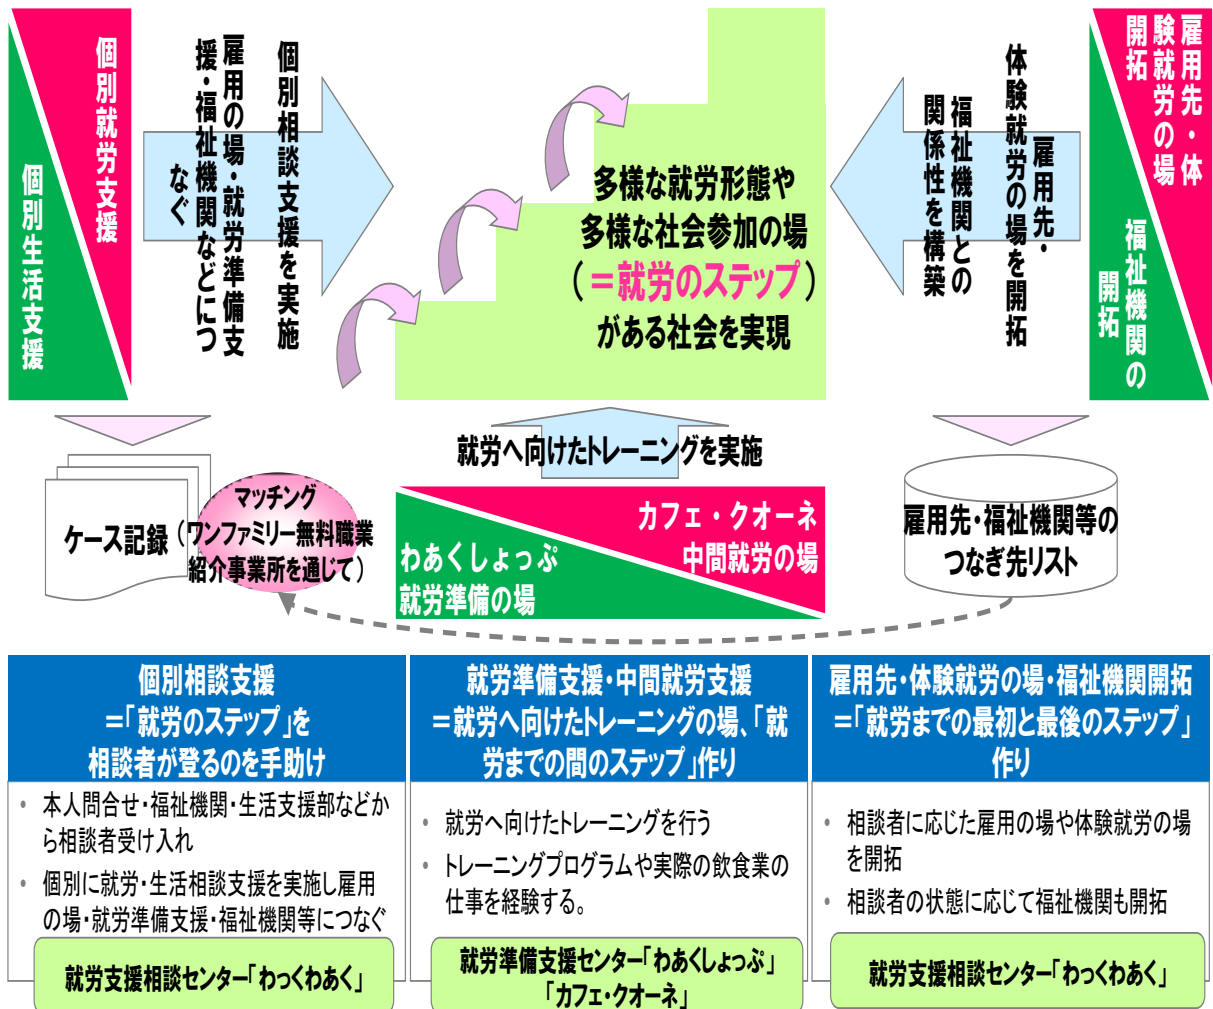 個別就労支援
個別生活支援
個別相談支援を実施
雇用の場・就労準備支
援・福祉機関などにつ
なぐ
多様な就労形態や
多様な社会参加の場
(＝就労のステップ)
がある社会を実現
雇用先・
体験就労の場を開拓
福祉機関との
関係性を構築
雇用先・体
験就労の場
開拓
福祉機関の
開拓
就労へ向けたトレーニングを実施
ケース記録
マッチング
(ワンファミリー無料職業
紹介事業所を通じて)
カフェ・クオーネ
中間就労の場
わあくしょっぷ
就労準備の場
雇用先・福祉機関等の
つなぎ先リスト
個別相談支援
＝「就労のステップ」を
相談者が登るのを手助け
• 本人問合せ・福祉機関・生活支援部などか
ら相談者受け入れ
• 個別に就労・生活相談支援を実施し雇用
の場・就労準備支援・福祉機関等につなぐ
就労支援相談センター「わっくわあく」
就労準備支援・中間就労支援
＝就労へ向けたトレーニングの場、「就
労までの間のステップ」作り
• 就労へ向けたトレーニングを行う
• トレーニングプログラムや実際の飲食業の
仕事を経験する。
就労準備支援センター「わあくしょっぷ」
「カフェ・クオーネ」
雇用先・体験就労の場・福祉機関開拓
＝「就労までの最初と最後のステップ」
作り
• 相談者に応じた雇用の場や体験就労の場
を開拓
• 相談者の状態に応じて福祉機関も開拓
就労支援相談センター「わっくわあく」